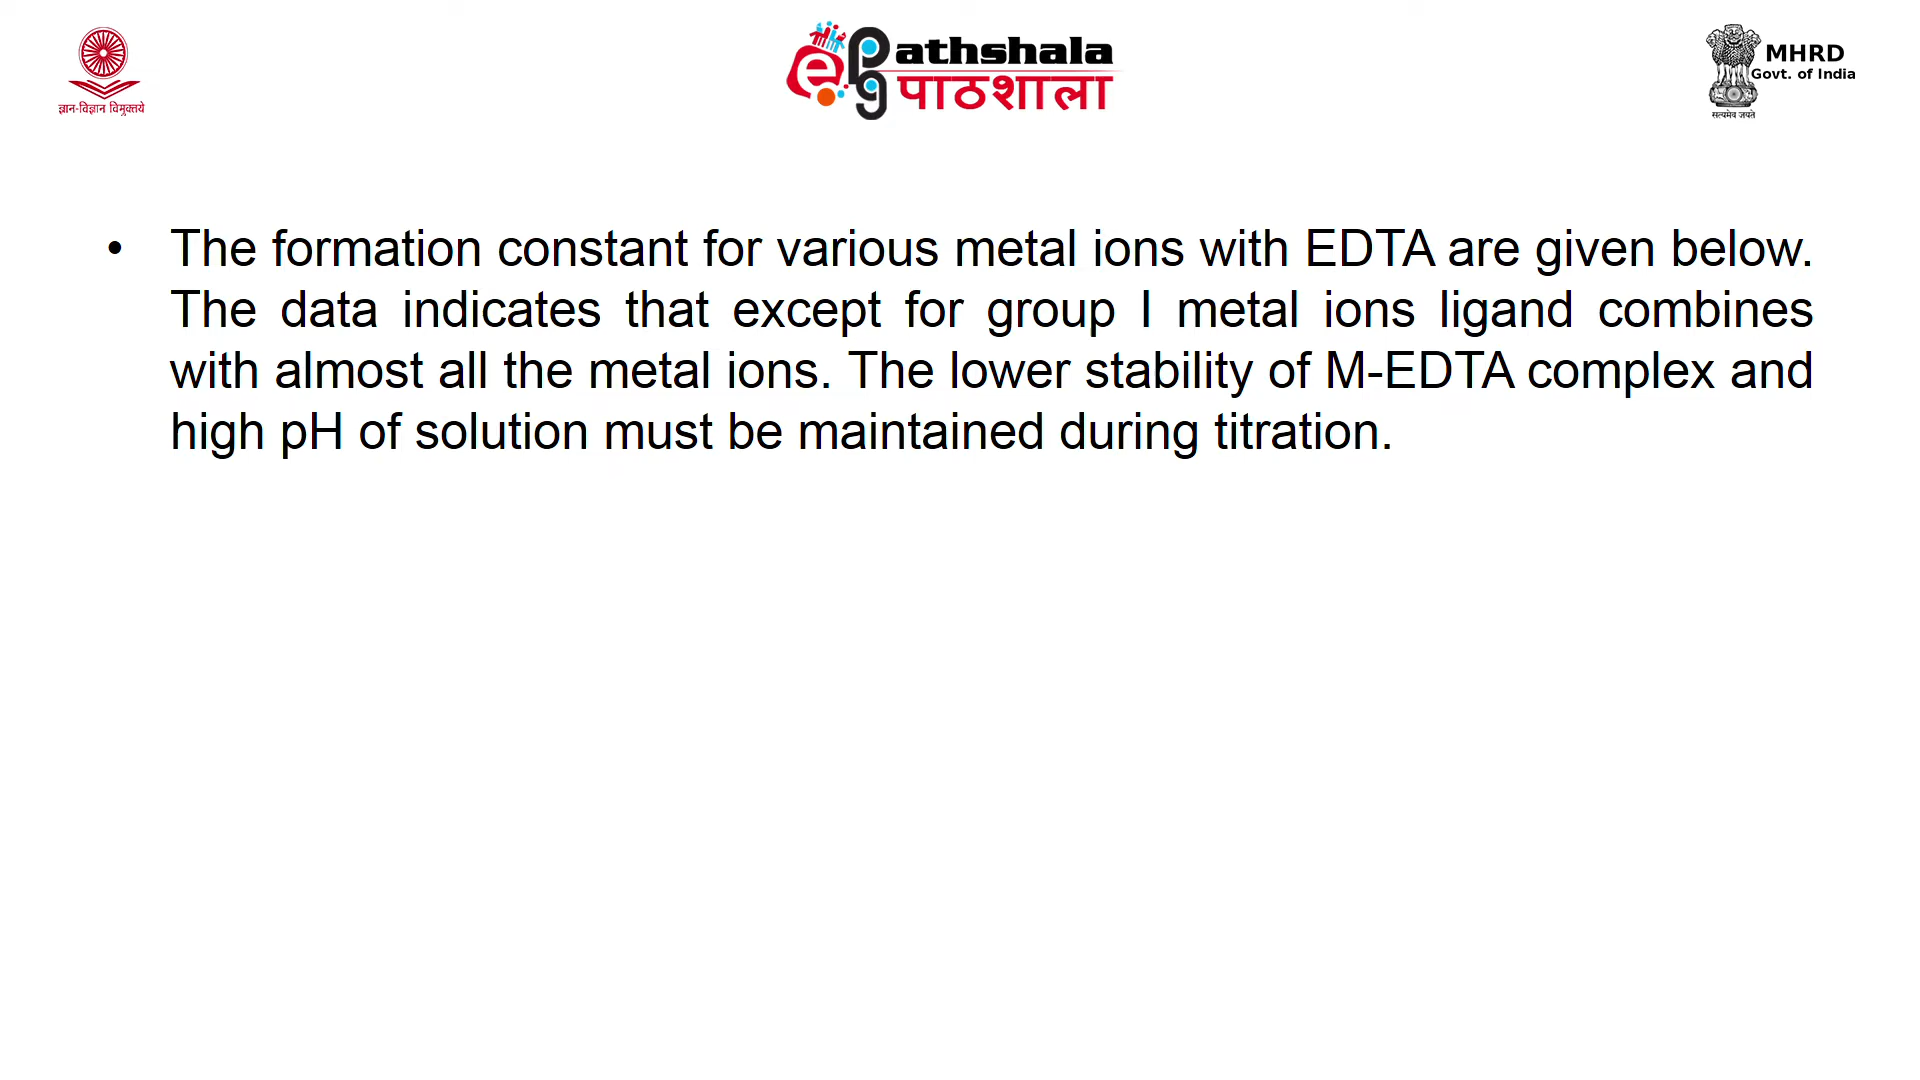 ज्ञान-विज्ञान विमुक्तये
e Pg athshala
पाठशाला
MHRD
Govt. of India
सत्यमेव जयते
• The formation constant for various metal ions with EDTA are given below.
The data indicates that except for group I metal ions ligand combines
with almost all the metal ions. The lower stability of M-EDTA complex and
high pH of solution must be maintained during titration.